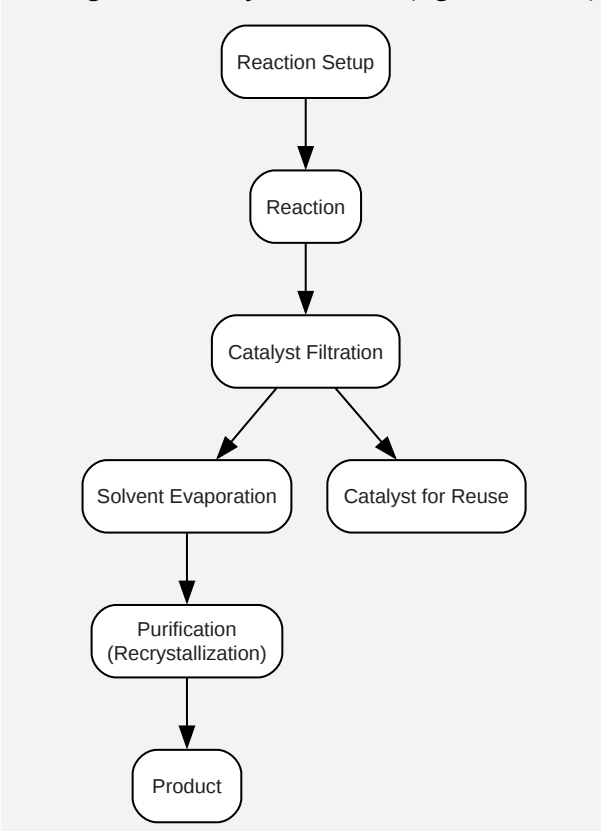 Reaction Setup
Reaction
Catalyst Filtration
Solvent Evaporation
Catalyst for Reuse
Purification
(Recrystallization)
Product